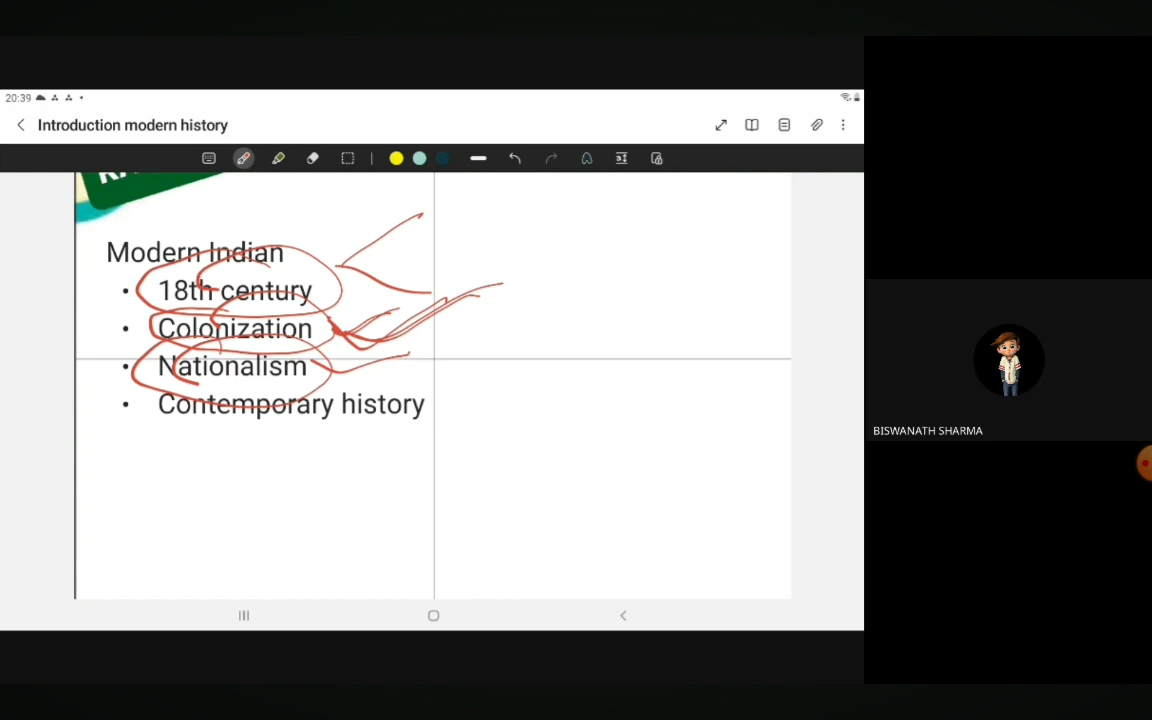 20:39
Introduction modern history
Modern Indian
• 18th century
• Colonization
• Nationalism
• Contemporary history
BISWANATH SHARMA